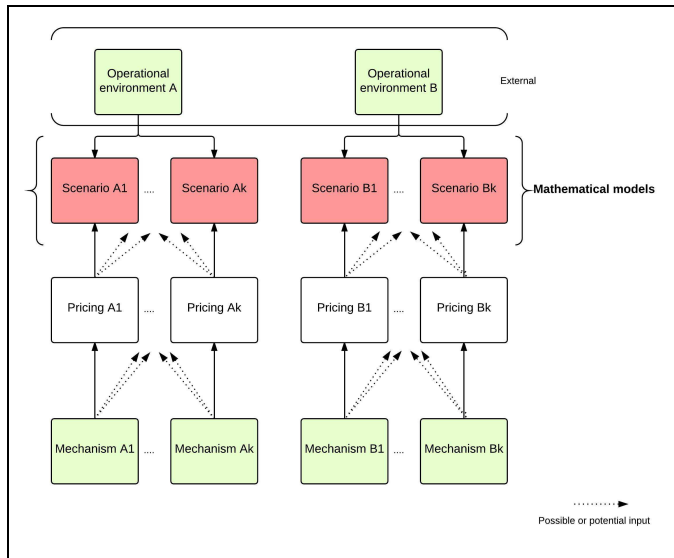 Operational
environment A
Operational
environment B
External
Scenario A1
....
Scenario Ak
Scenario B1
....
Scenario Bk
Mathematical models
Pricing A1
....
Pricing Ak
Pricing B1
....
Pricing Bk
Mechanism A1
....
Mechanism Ak
Mechanism B1
....
Mechanism Bk
Possible or potential input